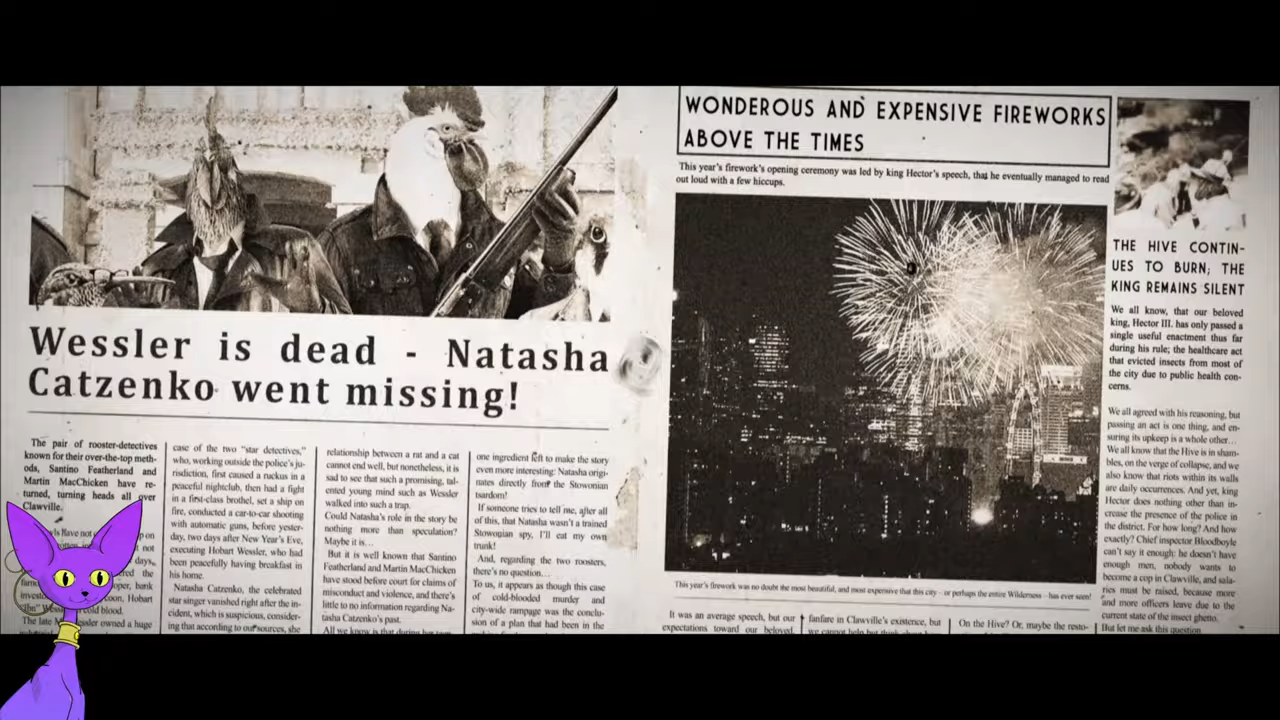 Wessler is dead - Natasha
Catzenko went missing!
The pair of rooster-detectives
known for their over-the-top meth-
ods, Santino Featherland and
Martin MacChicken have re-
turned, turning heads all over
Clawville.
case of the two “star detectives,”
who, working outside the police's ju-
risdiction, first caused a ruckus in a
peaceful nightclub, then had a fight
in a first-class brothel, set a ship on
fire, conducted a car-to-car shooting
with automatic guns, before yester-
day, two days after New Year's Eve,
executing Hobart Wessler, who had
been peacefully having breakfast in
his home.
Natasha Catzenko, the celebrated
star singer vanished right after the in-
cident, which is suspicious, consider-
ing that according to our sources, she
relationship between a rat and a cat
cannot end well, but nonetheless, it is
sad to see that such a promising, tal-
ented young mind such as Wessler
walked into such a trap.
Could Natasha's role in the story be
nothing more than speculation?
Maybe it is...
But it is well known that Santino
Featherland and Martin MacChicken
have stood before court for claims of
misconduct and violence, and there's
little to no information regarding Na-
tasha Catzenko's past.
All we know is that during her
one ingredient left to make the story
even more interesting: Natasha origi-
nates directly from the Stowonian
tsardom!
If someone tries to tell me, after all
of this, that Natasha wasn't a trained
Stowonian spy, I'll eat my own
trunk!
And, regarding the two roosters,
there's no question...
To us, it appears as though this case
of cold-blooded murder and
city-wide rampage was the conclu-
sion of a plan that had been in the
WONDEROUS AND EXPENSIVE FIREWORKS
ABOVE THE TIMES
This year's firework's opening ceremony was led by king Hector's speech, that he eventually managed to read
out loud with a few hiccups.
This year's firework was no doubt the most beautiful, and most expensive that this city - or perhaps the entire Wilderness - has ever seen!
It was an average speech, but our
expectations toward our beloved,
fanfare in Clawville's existence, but
we cannot help but think about
On the Hive? Or, maybe the resto-
THE HIVE CONTIN-
UES TO BURN; THE
KING REMAINS SILENT
We all know, that our beloved
king, Hector III. has only passed a
single useful enactment thus far
during his rule; the healthcare act
that evicted insects from most of
the city due to public health con-
cerns.
We all agreed with his reasoning, but
passing an act is one thing, and en-
suring its upkeep is a whole other...
We all know that the Hive is in sham-
bles, on the verge of collapse, and we
also know that riots within its walls
are daily occurrences. And yet, king
Hector does nothing other than in-
crease the presence of the police in
the district. For how long? And how
exactly? Chief inspector Bloodboyle
can't say it enough: he doesn't have
enough men, nobody wants to
become a cop in Clawville, and sala-
ries must be raised, because more
and more officers leave due to the
current state of the insect ghetto.
But let me ask this question